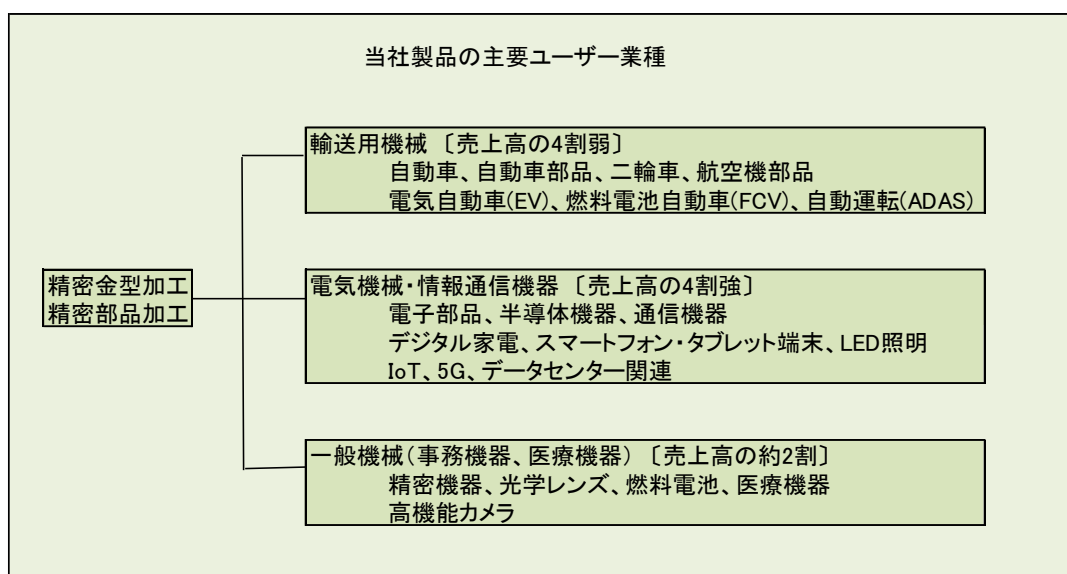 当社製品の主要ユーザー業種
輸送用機械 〔売上高の4割弱〕
自動車、自動車部品、二輪車、航空機部品
電気自動車(EV)、燃料電池自動車(FCV)、自動運転(ADAS)
精密金型加工
精密部品加工
電気機械・情報通信機器 〔売上高の4割強〕
電子部品、半導体機器、通信機器
デジタル家電、スマートフォン・タブレット端末、LED照明
IoT、5G、データセンター関連
一般機械(事務機器、医療機器) 〔売上高の約2割〕
精密機器、光学レンズ、燃料電池、医療機器
高機能カメラ